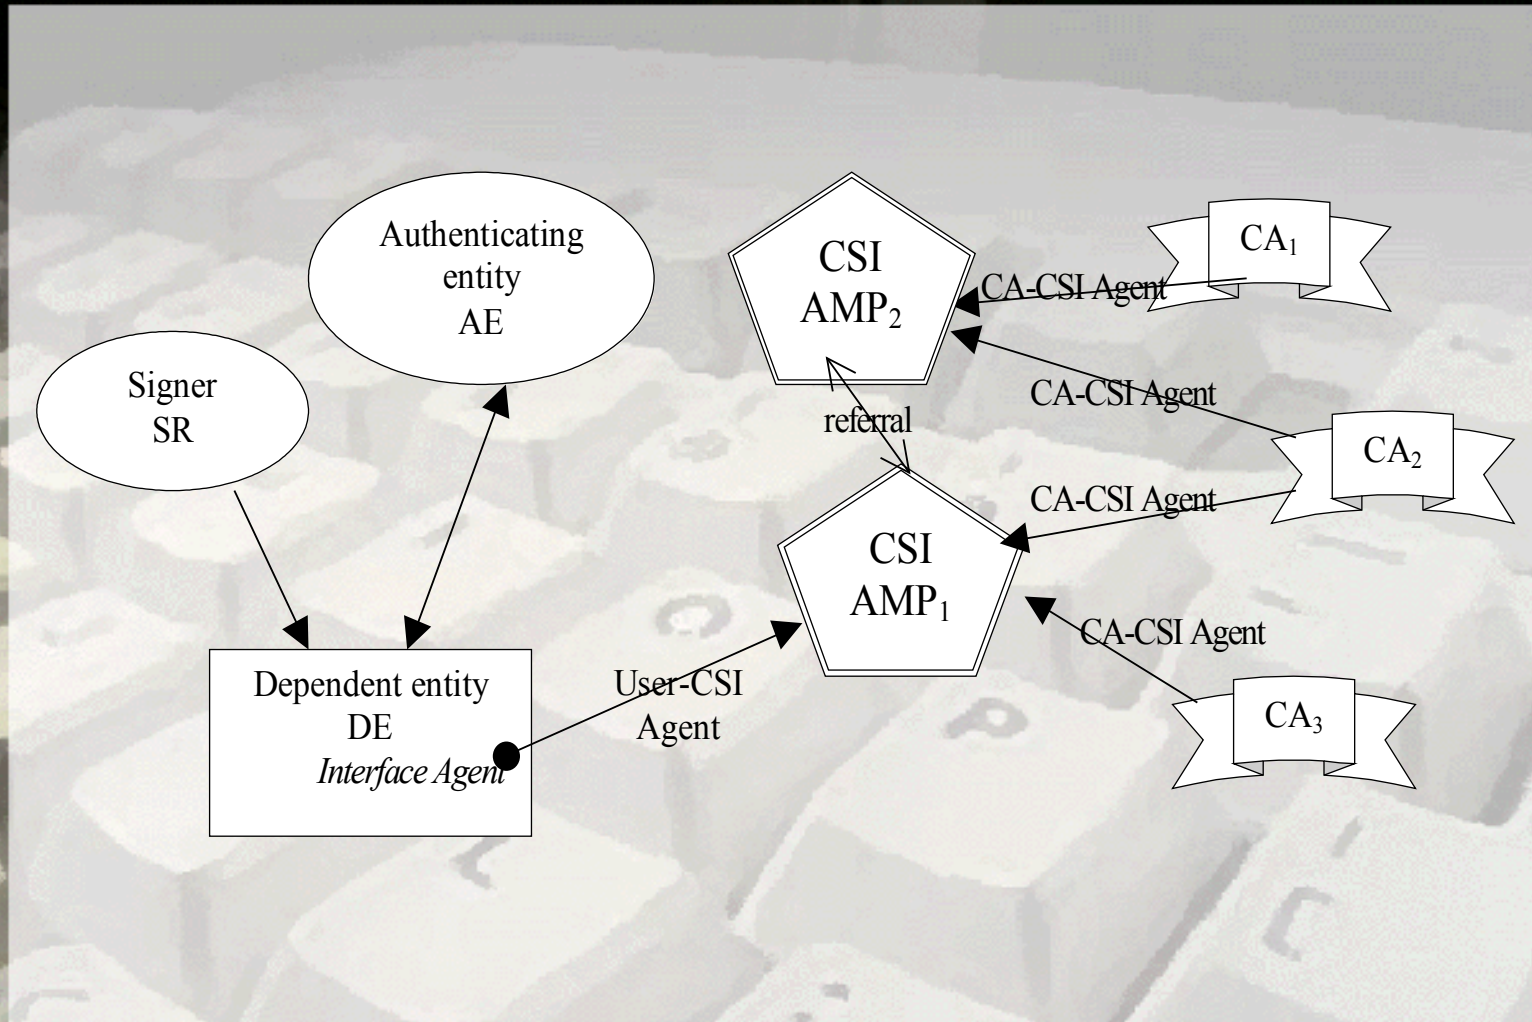 Authenticating
entity
AE
Signer
SR
Dependent entity
DE
Interface Agent
User-CSI
Agent
CSI
AMP₂
referral
CSI
AMP₁
CA-CSI Agent
CA₁
CA-CSI Agent
CA₂
CA-CSI Agent
CA-CSI Agent
CA₃